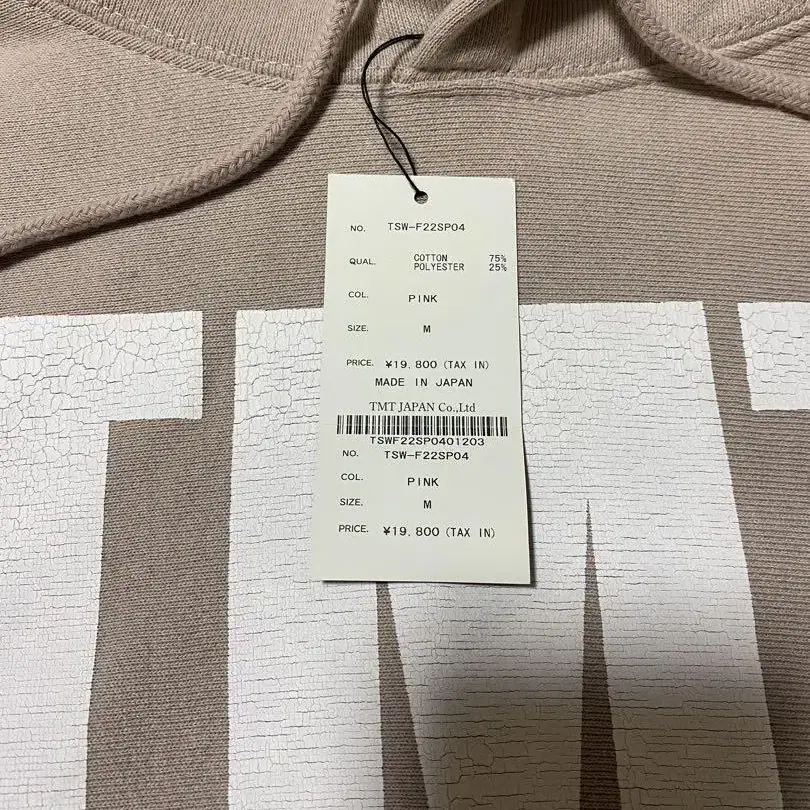 NO. TSW-F22SP04
QUAL. COTTON 75%
POLYESTER 25%
COL. PINK
SIZE. M
PRICE. ¥19,800 (TAX IN)
MADE IN JAPAN
TMT JAPAN Co.,Ltd
TSWF22SP0401203
NO. TSW-F22SP04
COL. PINK
SIZE. M
PRICE. ¥19,800 (TAX IN)
TMT